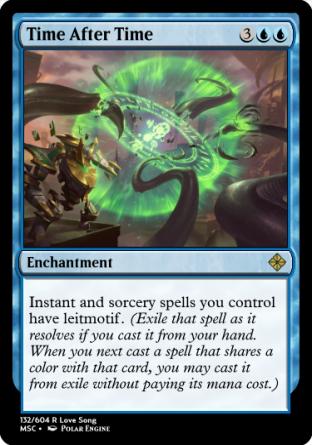 Time After Time 3
Enchantment
Instant and sorcery spells you control
have leitmotif. (Exile that spell as it
resolves if you cast it from your hand.
When you next cast a spell that shares a
color with that card, you may cast it
from exile without paying its mana cost.)
132/604 R Love Song
MSC • Polar Engine